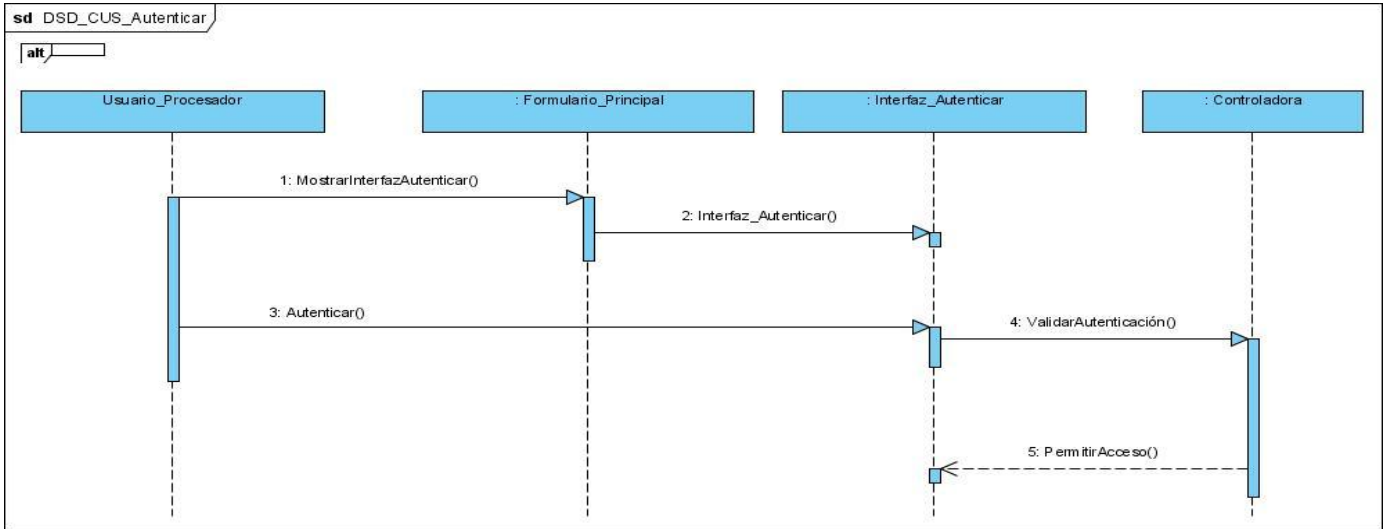 sd DSD_CUS_Autenticar
alt
Usuario_Procesador
: Formulario_Principal
: Interfaz_Autenticar
: Controladora
1: MostrarInterfazAutenticar()
2: Interfaz_Autenticar()
3: Autenticar()
4: ValidarAutenticación()
5: PermitirAcceso()